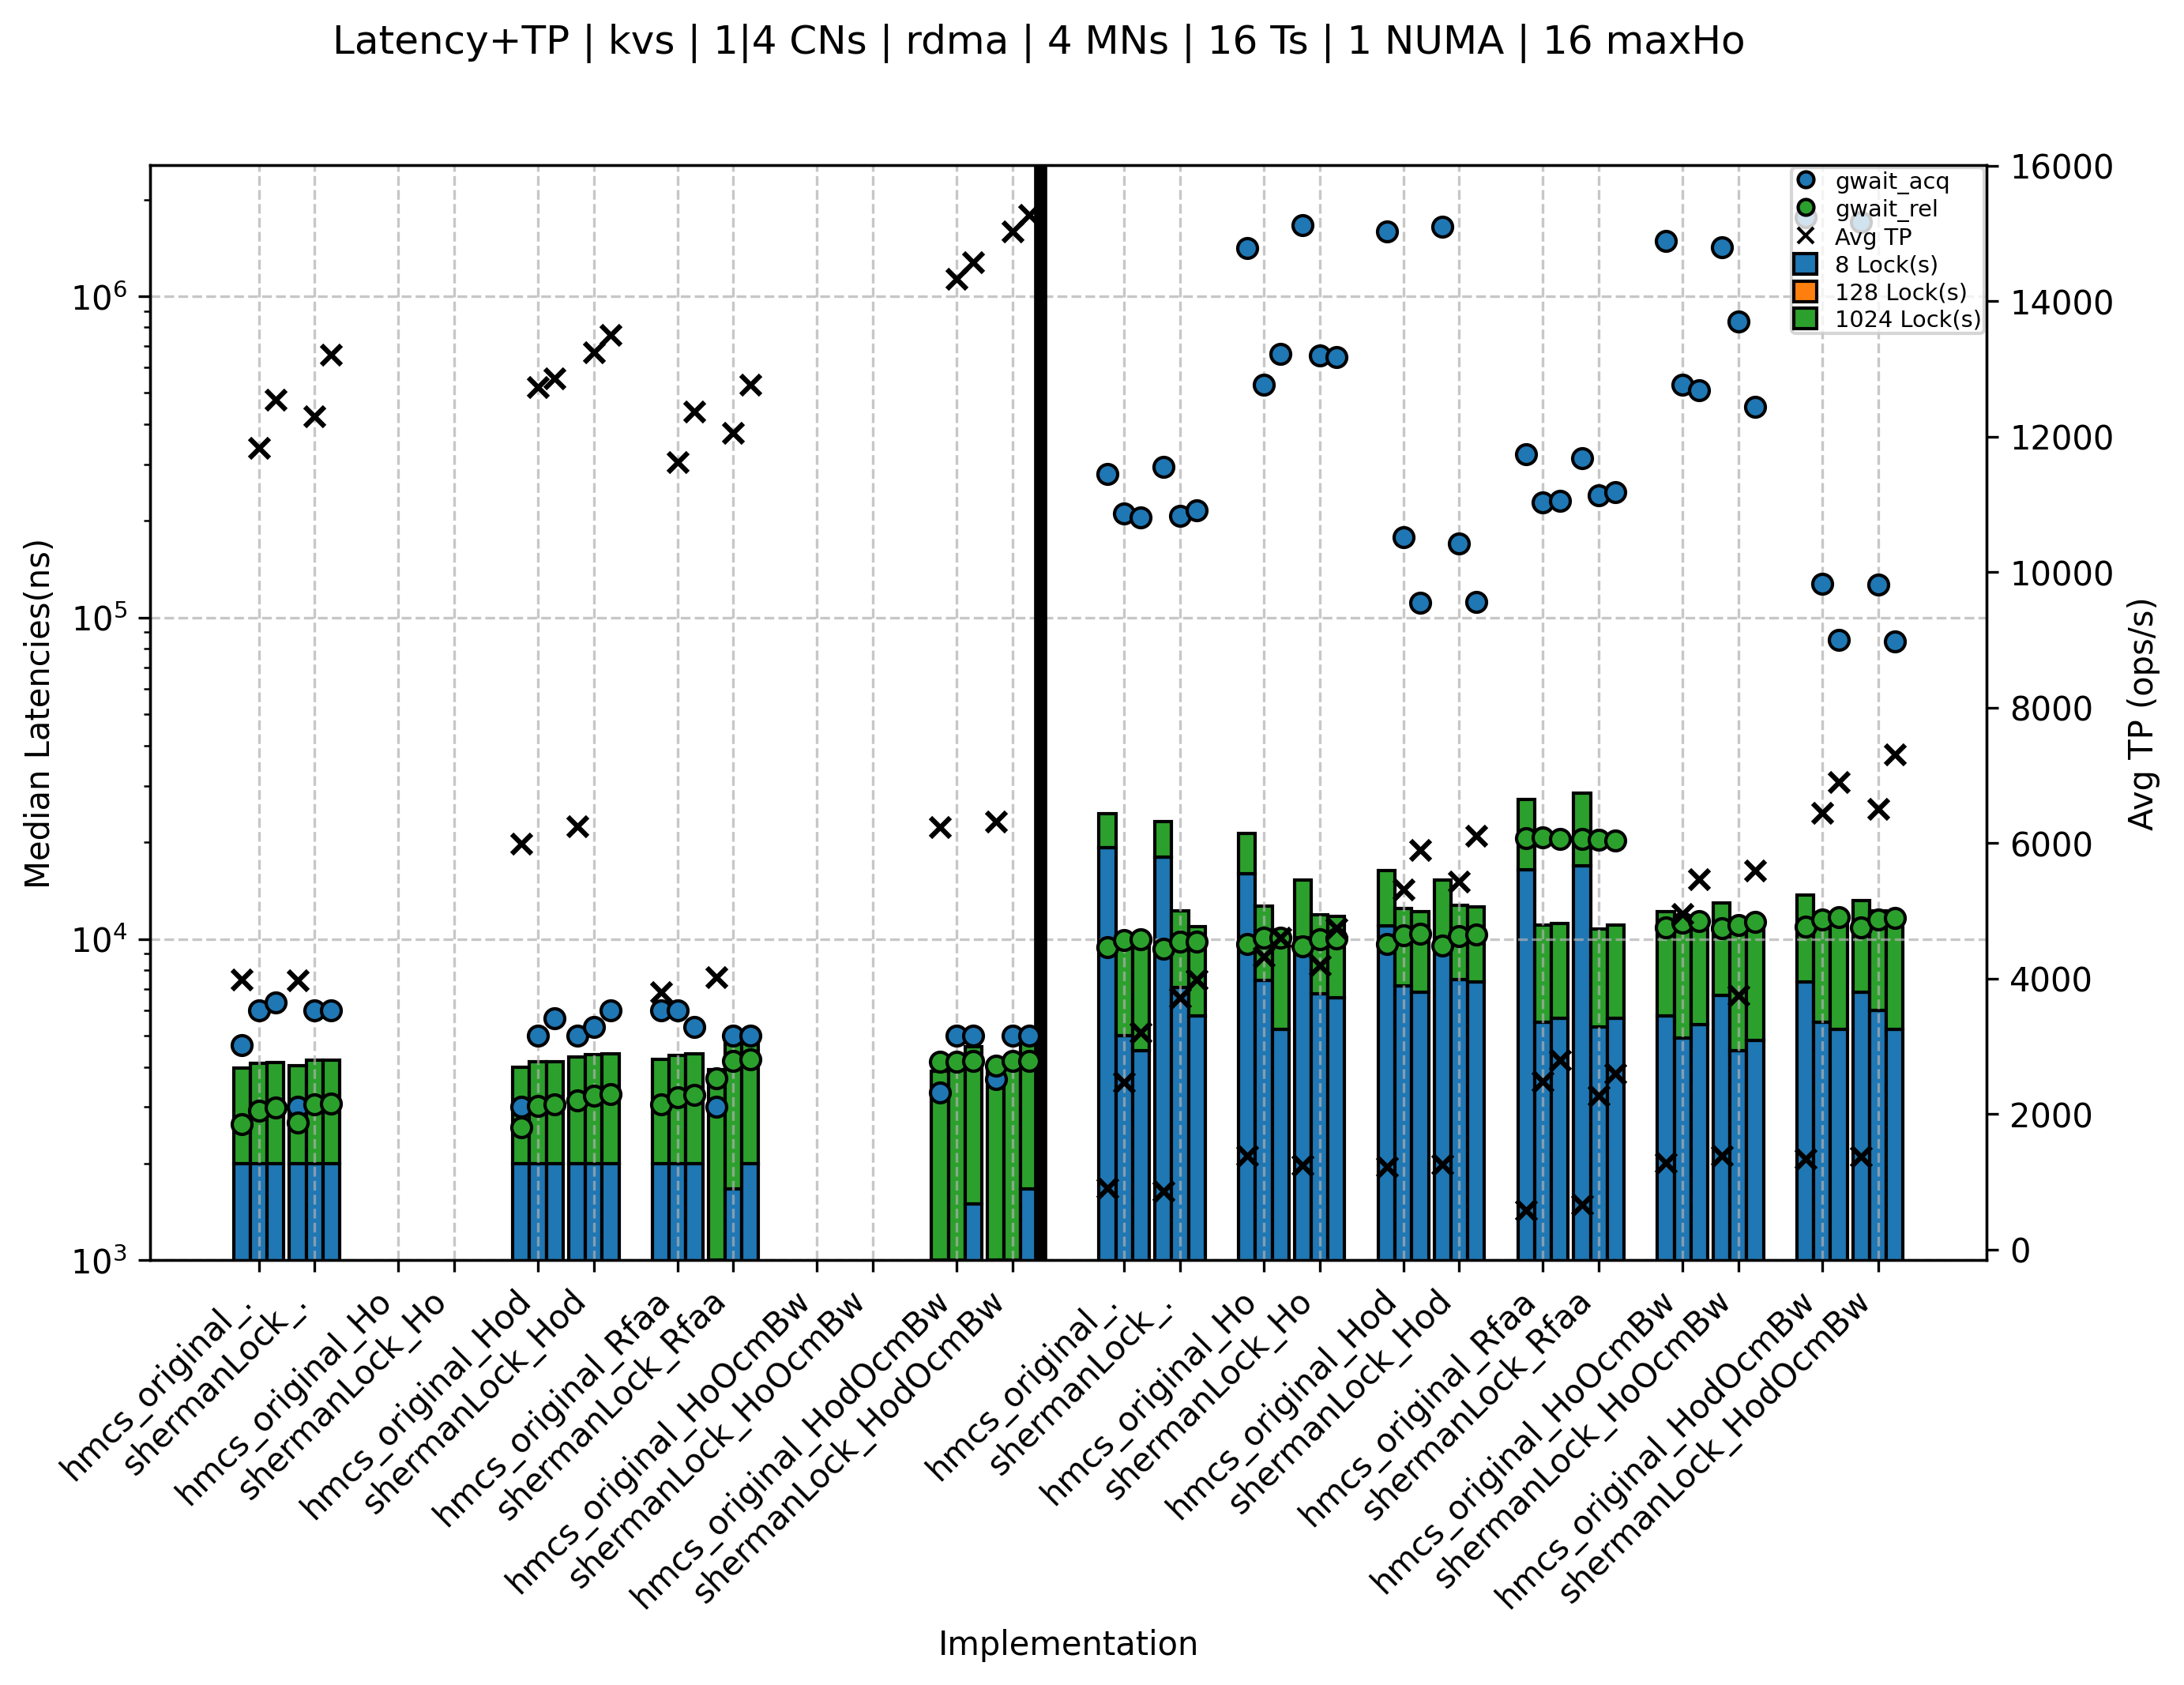 Latency+TP | kvs | 1|4 CNs | rdma | 4 MNs | 16 Ts | 1 NUMA | 16 maxHo
Median Latencies(ns)
10⁶
10⁵
10⁴
10³
gwait_acq
gwait_rel
Avg TP
8 Lock(s)
128 Lock(s)
1024 Lock(s)
16000
14000
12000
10000
8000
6000
4000
2000
0
Avg TP (ops/s)
hmcs_original_.
shermanLock_.
hmcs_original_Ho
shermanLock_Ho
hmcs_original_Hod
shermanLock_Hod
hmcs_original_Rfaa
shermanLock_Rfaa
hmcs_original_HoOcmBw
shermanLock_HoOcmBw
hmcs_original_HodOcmBw
shermanLock_HodOcmBw
hmcs_original_.
shermanLock_.
hmcs_original_Ho
shermanLock_Ho
hmcs_original_Hod
shermanLock_Hod
hmcs_original_Rfaa
shermanLock_Rfaa
hmcs_original_HoOcmBw
shermanLock_HoOcmBw
hmcs_original_HodOcmBw
shermanLock_HodOcmBw
Implementation